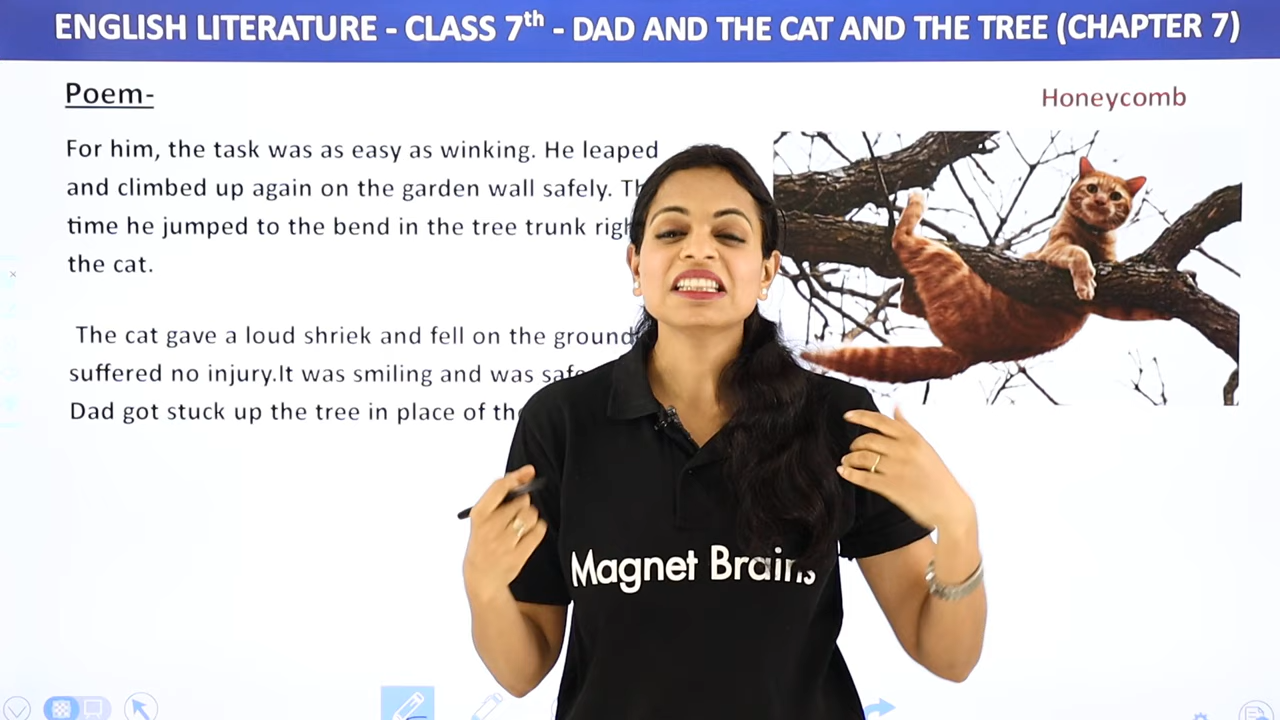 ENGLISH LITERATURE - CLASS 7th - DAD AND THE CAT AND THE TREE (CHAPTER 7)
Poem-
Honeycomb
For him, the task was as easy as winking. He leaped
and climbed up again on the garden wall safely.
time he jumped to the bend in the tree trunk
the cat.
The cat gave a loud shriek and fell on the ground
suffered no injury.It was smiling and was
Dad got stuck up the tree in place of
Magnet Brains